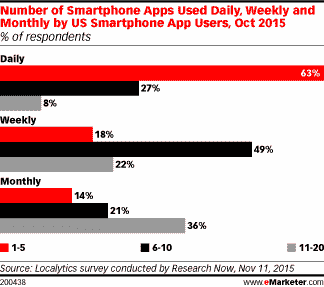 Number of Smartphone Apps Used Daily, Weekly and
Monthly by US Smartphone App Users, Oct 2015
% of respondents
Daily
63%
27%
8%
Weekly
18%
49%
22%
Monthly
14%
21%
36%
1-5 6-10 11-20
Source: Localytics survey conducted by Research Now, Nov 11, 2015
200438 www.eMarketer.com